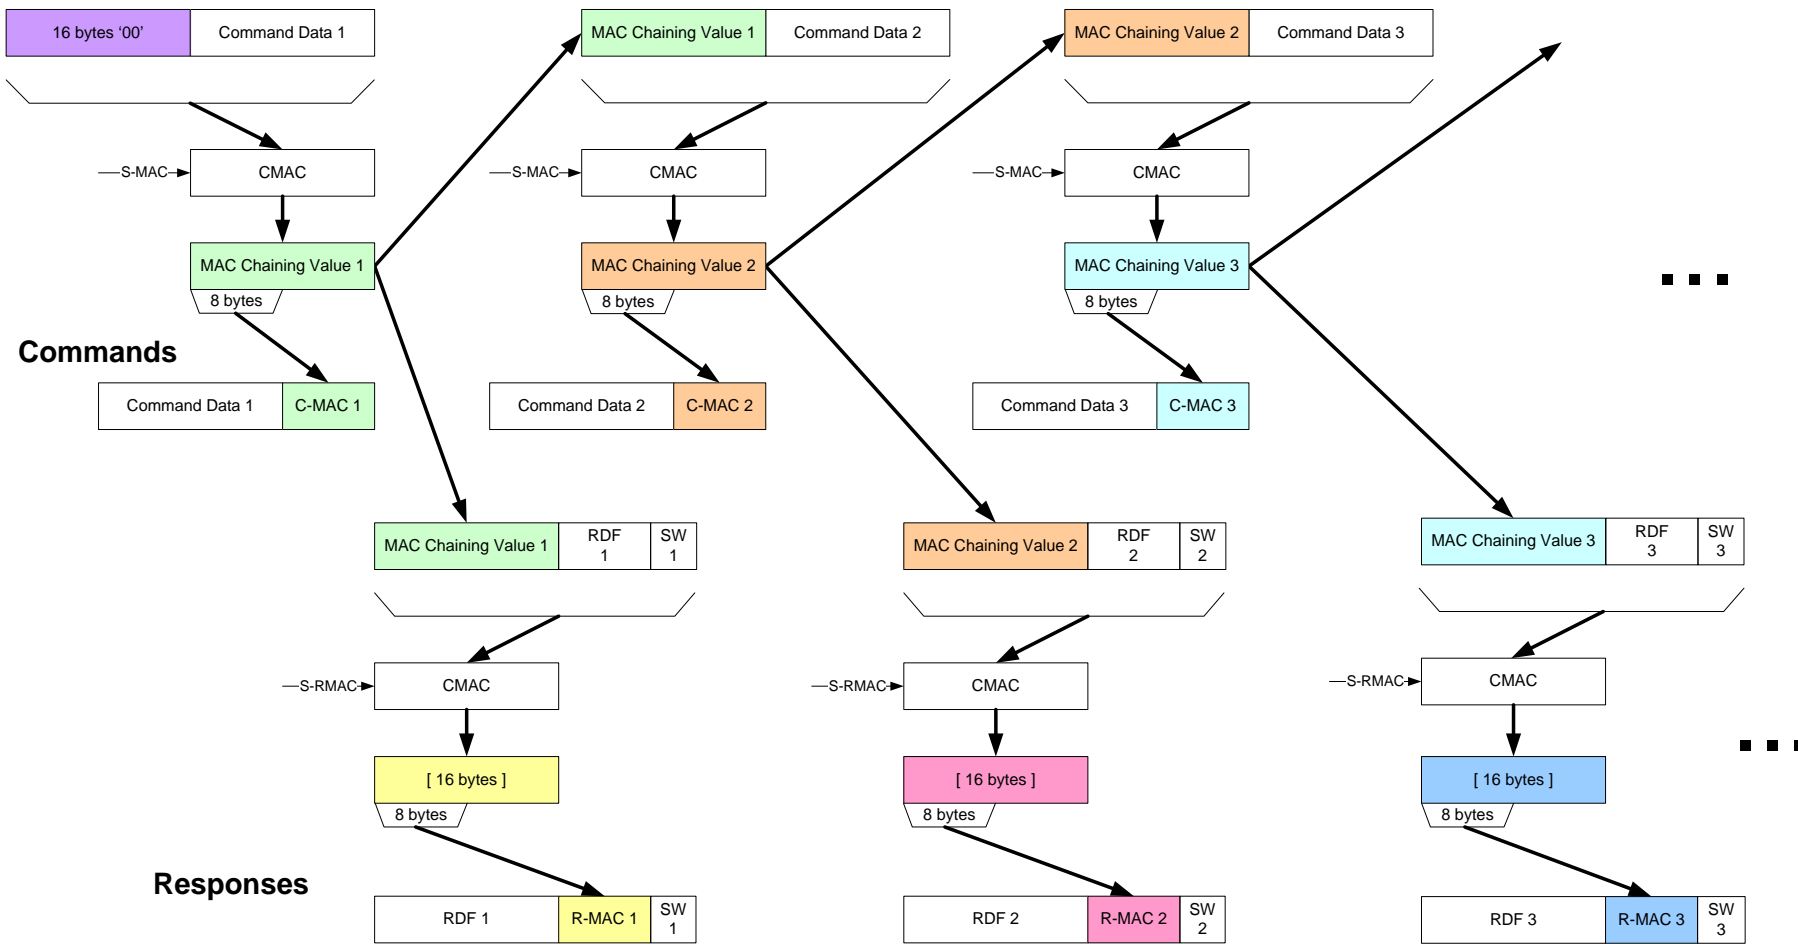 16 bytes ‘00’ Command Data 1 MAC Chaining Value 1 Command Data 2 MAC Chaining Value 2 Command Data 3
S-MAC CMAC S-MAC CMAC S-MAC CMAC
MAC Chaining Value 1 MAC Chaining Value 2 MAC Chaining Value 3
8 bytes 8 bytes 8 bytes
Commands
Command Data 1 C-MAC 1 Command Data 2 C-MAC 2 Command Data 3 C-MAC 3
MAC Chaining Value 1 RDF 1 SW 1 MAC Chaining Value 2 RDF 2 SW 2 MAC Chaining Value 3 RDF 3 SW 3
S-RMAC CMAC S-RMAC CMAC S-RMAC CMAC
[ 16 bytes ] [ 16 bytes ] [ 16 bytes ]
8 bytes 8 bytes 8 bytes
Responses
RDF 1 R-MAC 1 SW 1 RDF 2 R-MAC 2 SW 2 RDF 3 R-MAC 3 SW 3